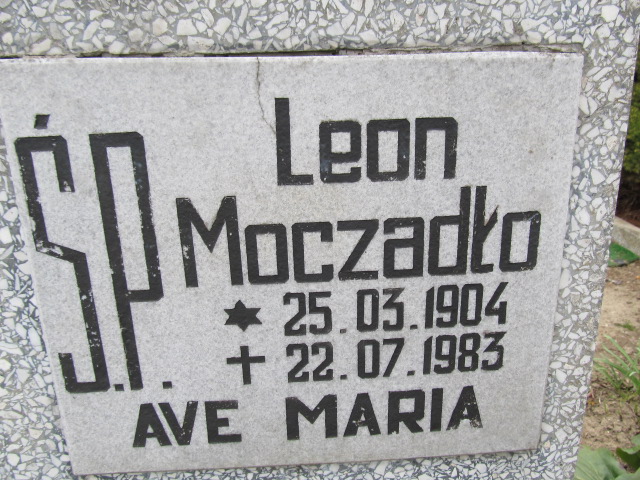 Ś.P.
Leon
Moczadło
✶ 25.03.1904
✝ 22.07.1983
AVE MARIA